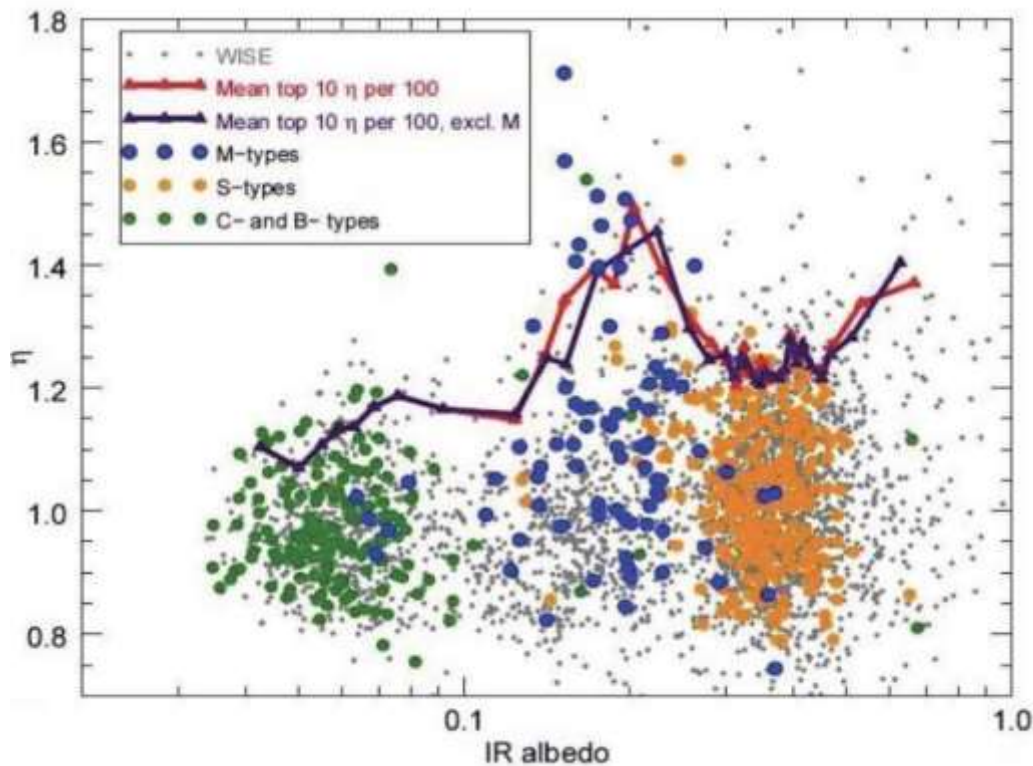 1.8
1.6
1.4
1.2
1.0
0.8
η
WISE
Mean top 10 η per 100
Mean top 10 η per 100, excl. M
M-types
S-types
C- and B- types
0.1
1.0
IR albedo